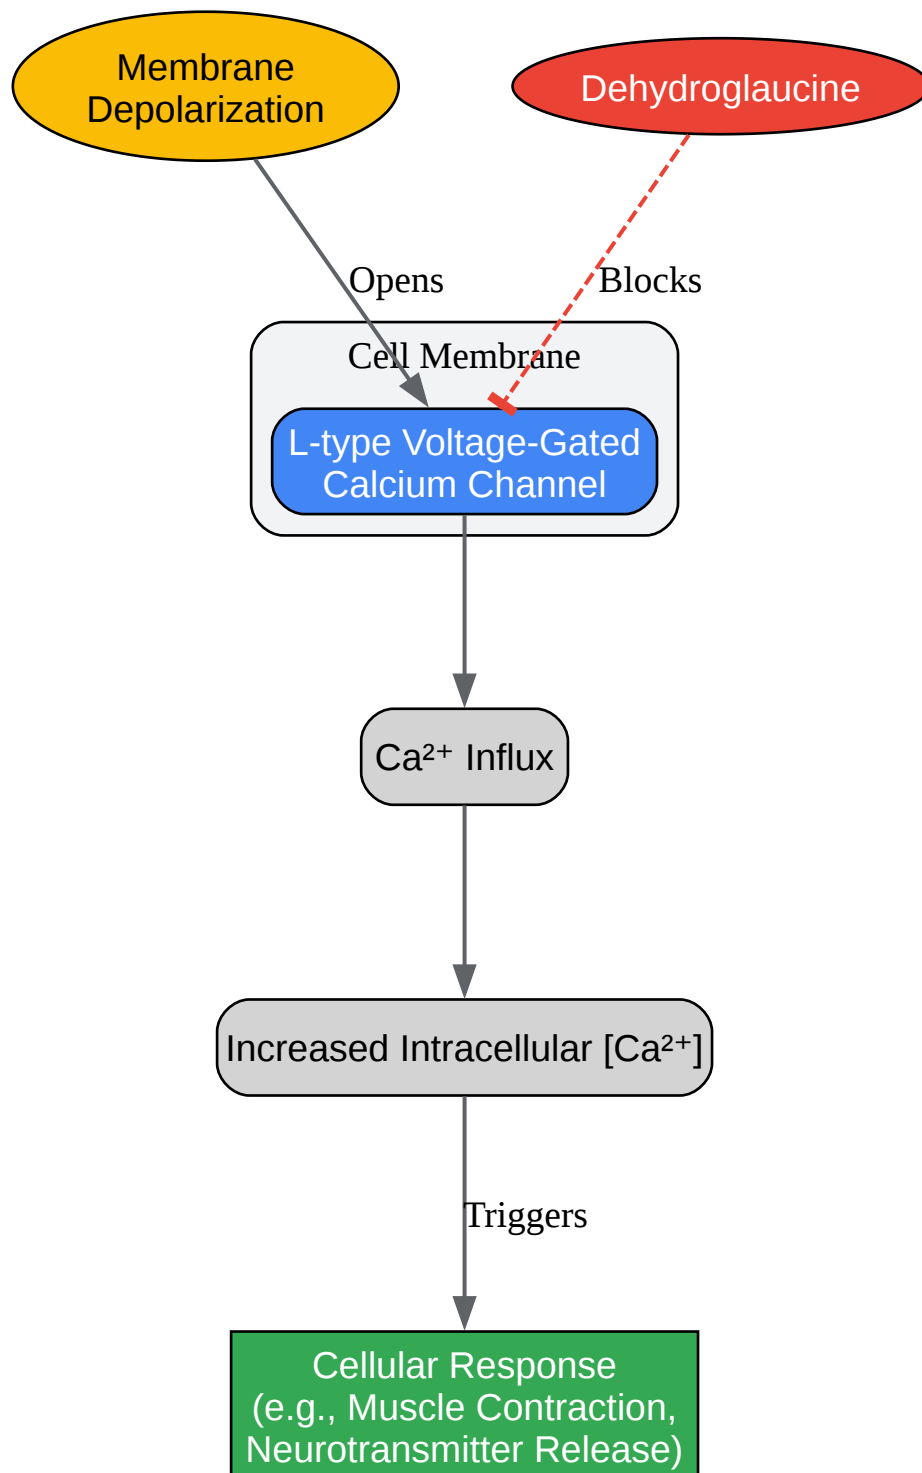 Membrane
Depolarization
Dehydroglaucine
Opens
Blocks
Cell Membrane
L-type Voltage-Gated
Calcium Channel
Ca²⁺ Influx
Increased Intracellular [Ca²⁺]
Triggers
Cellular Response
(e.g., Muscle Contraction,
Neurotransmitter Release)